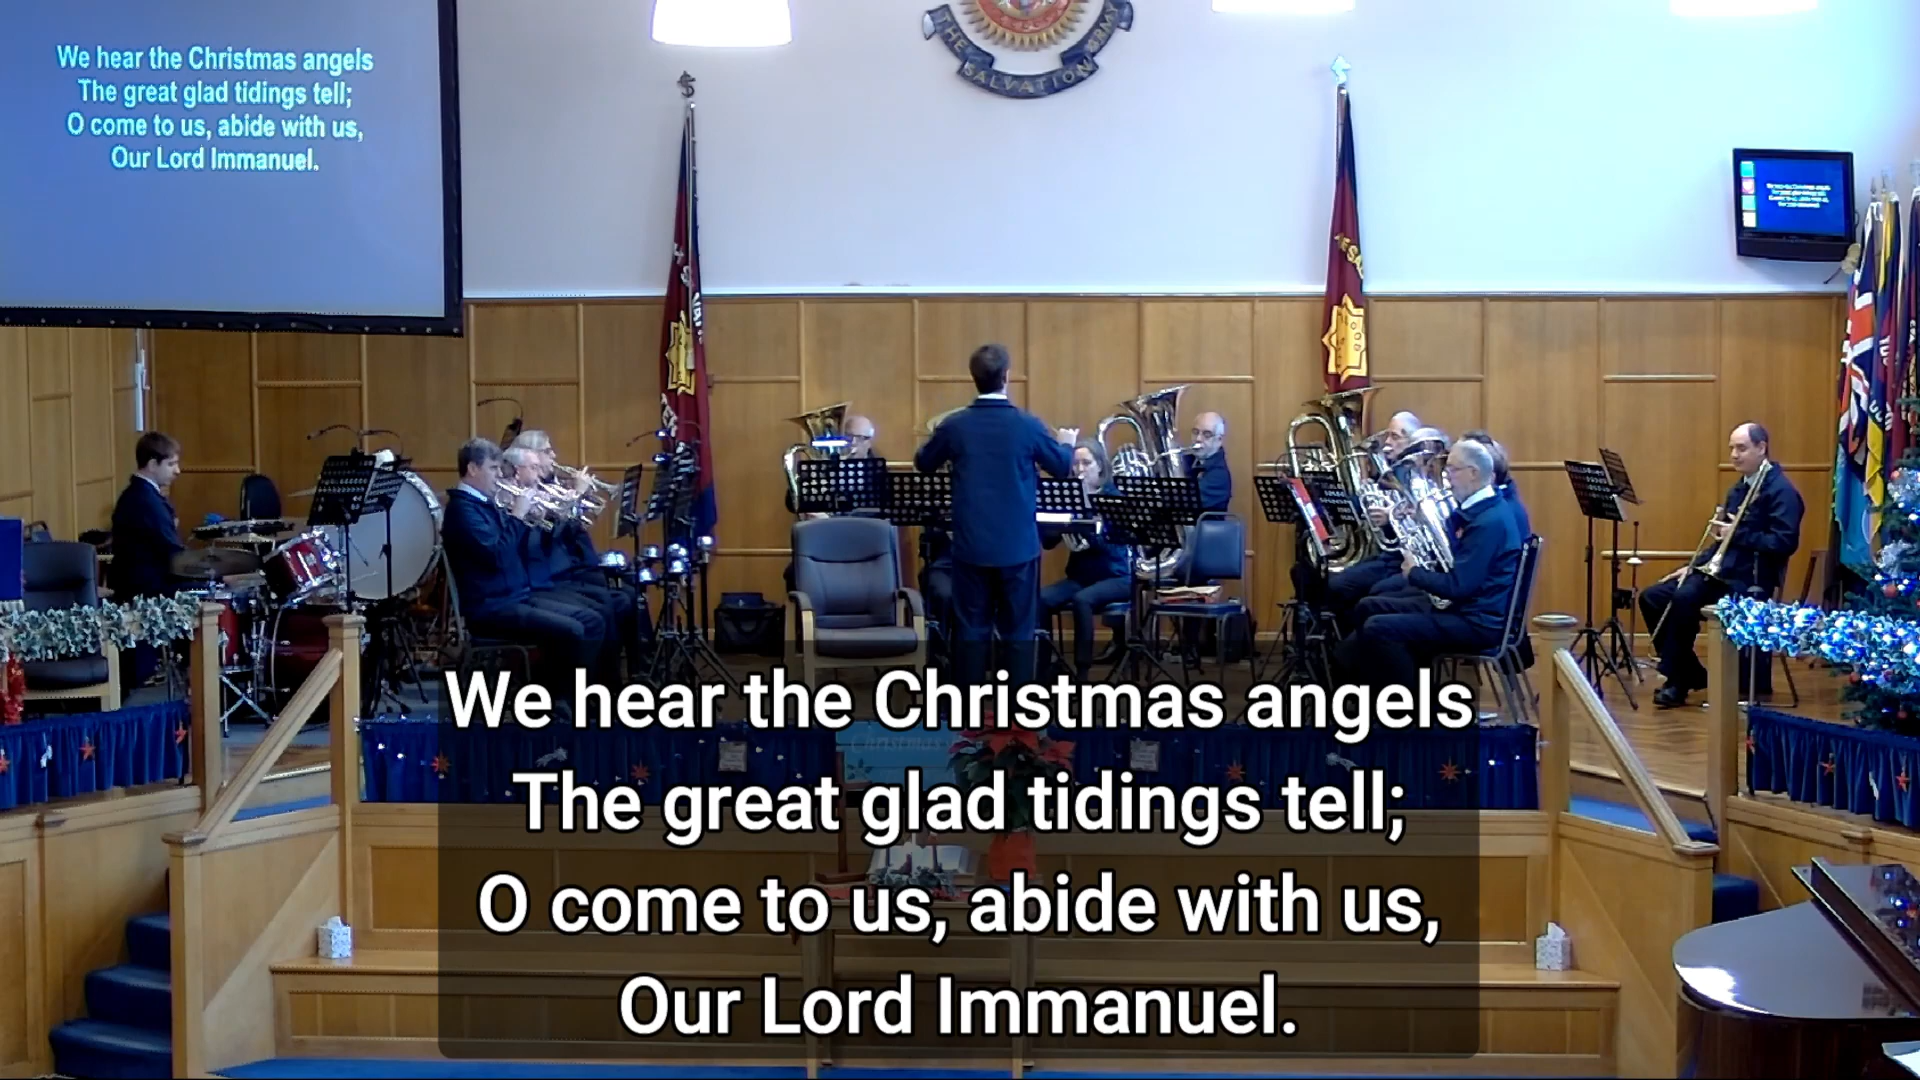 We hear the Christmas angels
The great glad tidings tell;
O come to us, abide with us,
Our Lord Immanuel.
THE SALVATION ARMY
We hear the Christmas angels
The great glad tidings tell;
O come to us, abide with us,
Our Lord Immanuel.
Christmas